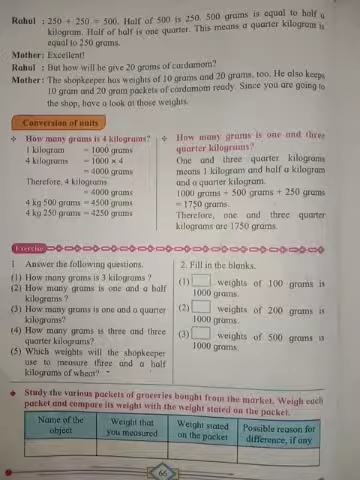 Rahul : 250 + 250 = 500. Half of 500 is 250. 500 grams is equal to half a
kilogram. Half of half is one quarter. This means a quarter kilogram is
equal to 250 grams.
Mother: Excellent!
Rahul : But how will he give 20 grams of cardamom?
Mother: The shopkeeper has weights of 10 grams and 20 grams, too. He also keeps
10 gram and 20 gram packets of cardamom ready. Since you are going to
the shop, have a look at those weights.
Conversion of units
❖ How many grams is 4 kilograms?
1 kilogram = 1000 grams
4 kilograms = 1000 × 4
= 4000 grams
Therefore, 4 kilograms
= 4000 grams
4 kg 500 grams = 4500 grams
4 kg 250 grams = 4250 grams
❖ How many grams is one and three
quarter kilograms?
One and three quarter kilograms
means 1 kilogram and half a kilogram
and a quarter kilogram.
1000 grams + 500 grams + 250 grams
= 1750 grams.
Therefore, one and three quarter
kilograms are 1750 grams.
Exercise
1 Answer the following questions.
(1) How many grams is 3 kilograms ?
(2) How many grams is one and a half
kilograms ?
(3) How many grams is one and a quarter
kilograms?
(4) How many grams is three and three
quarter kilograms?
(5) Which weights will the shopkeeper
use to measure three and a half
kilograms of wheat?
2. Fill in the blanks.
(1) weights of 100 grams is
1000 grams.
(2) weights of 200 grams is
1000 grams.
(3) weights of 500 grams is
1000 grams.
◆ Study the various packets of groceries bought from the market. Weigh each
packet and compare its weight with the weight stated on the packet.
Name of the
object
Weight that
you measured
Weight stated
on the packet
Possible reason for
difference, if any
66